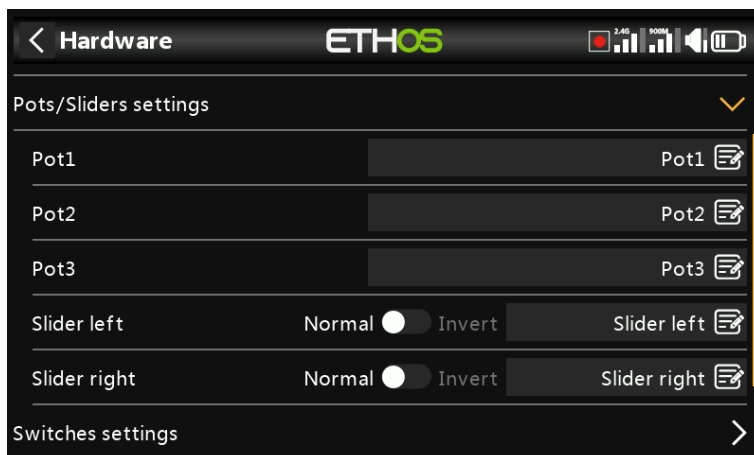 Hardware ETHOS 2.4G 900M
Pots/Sliders settings
Pot1 Pot1
Pot2 Pot2
Pot3 Pot3
Slider left Normal Invert Slider left
Slider right Normal Invert Slider right
Switches settings